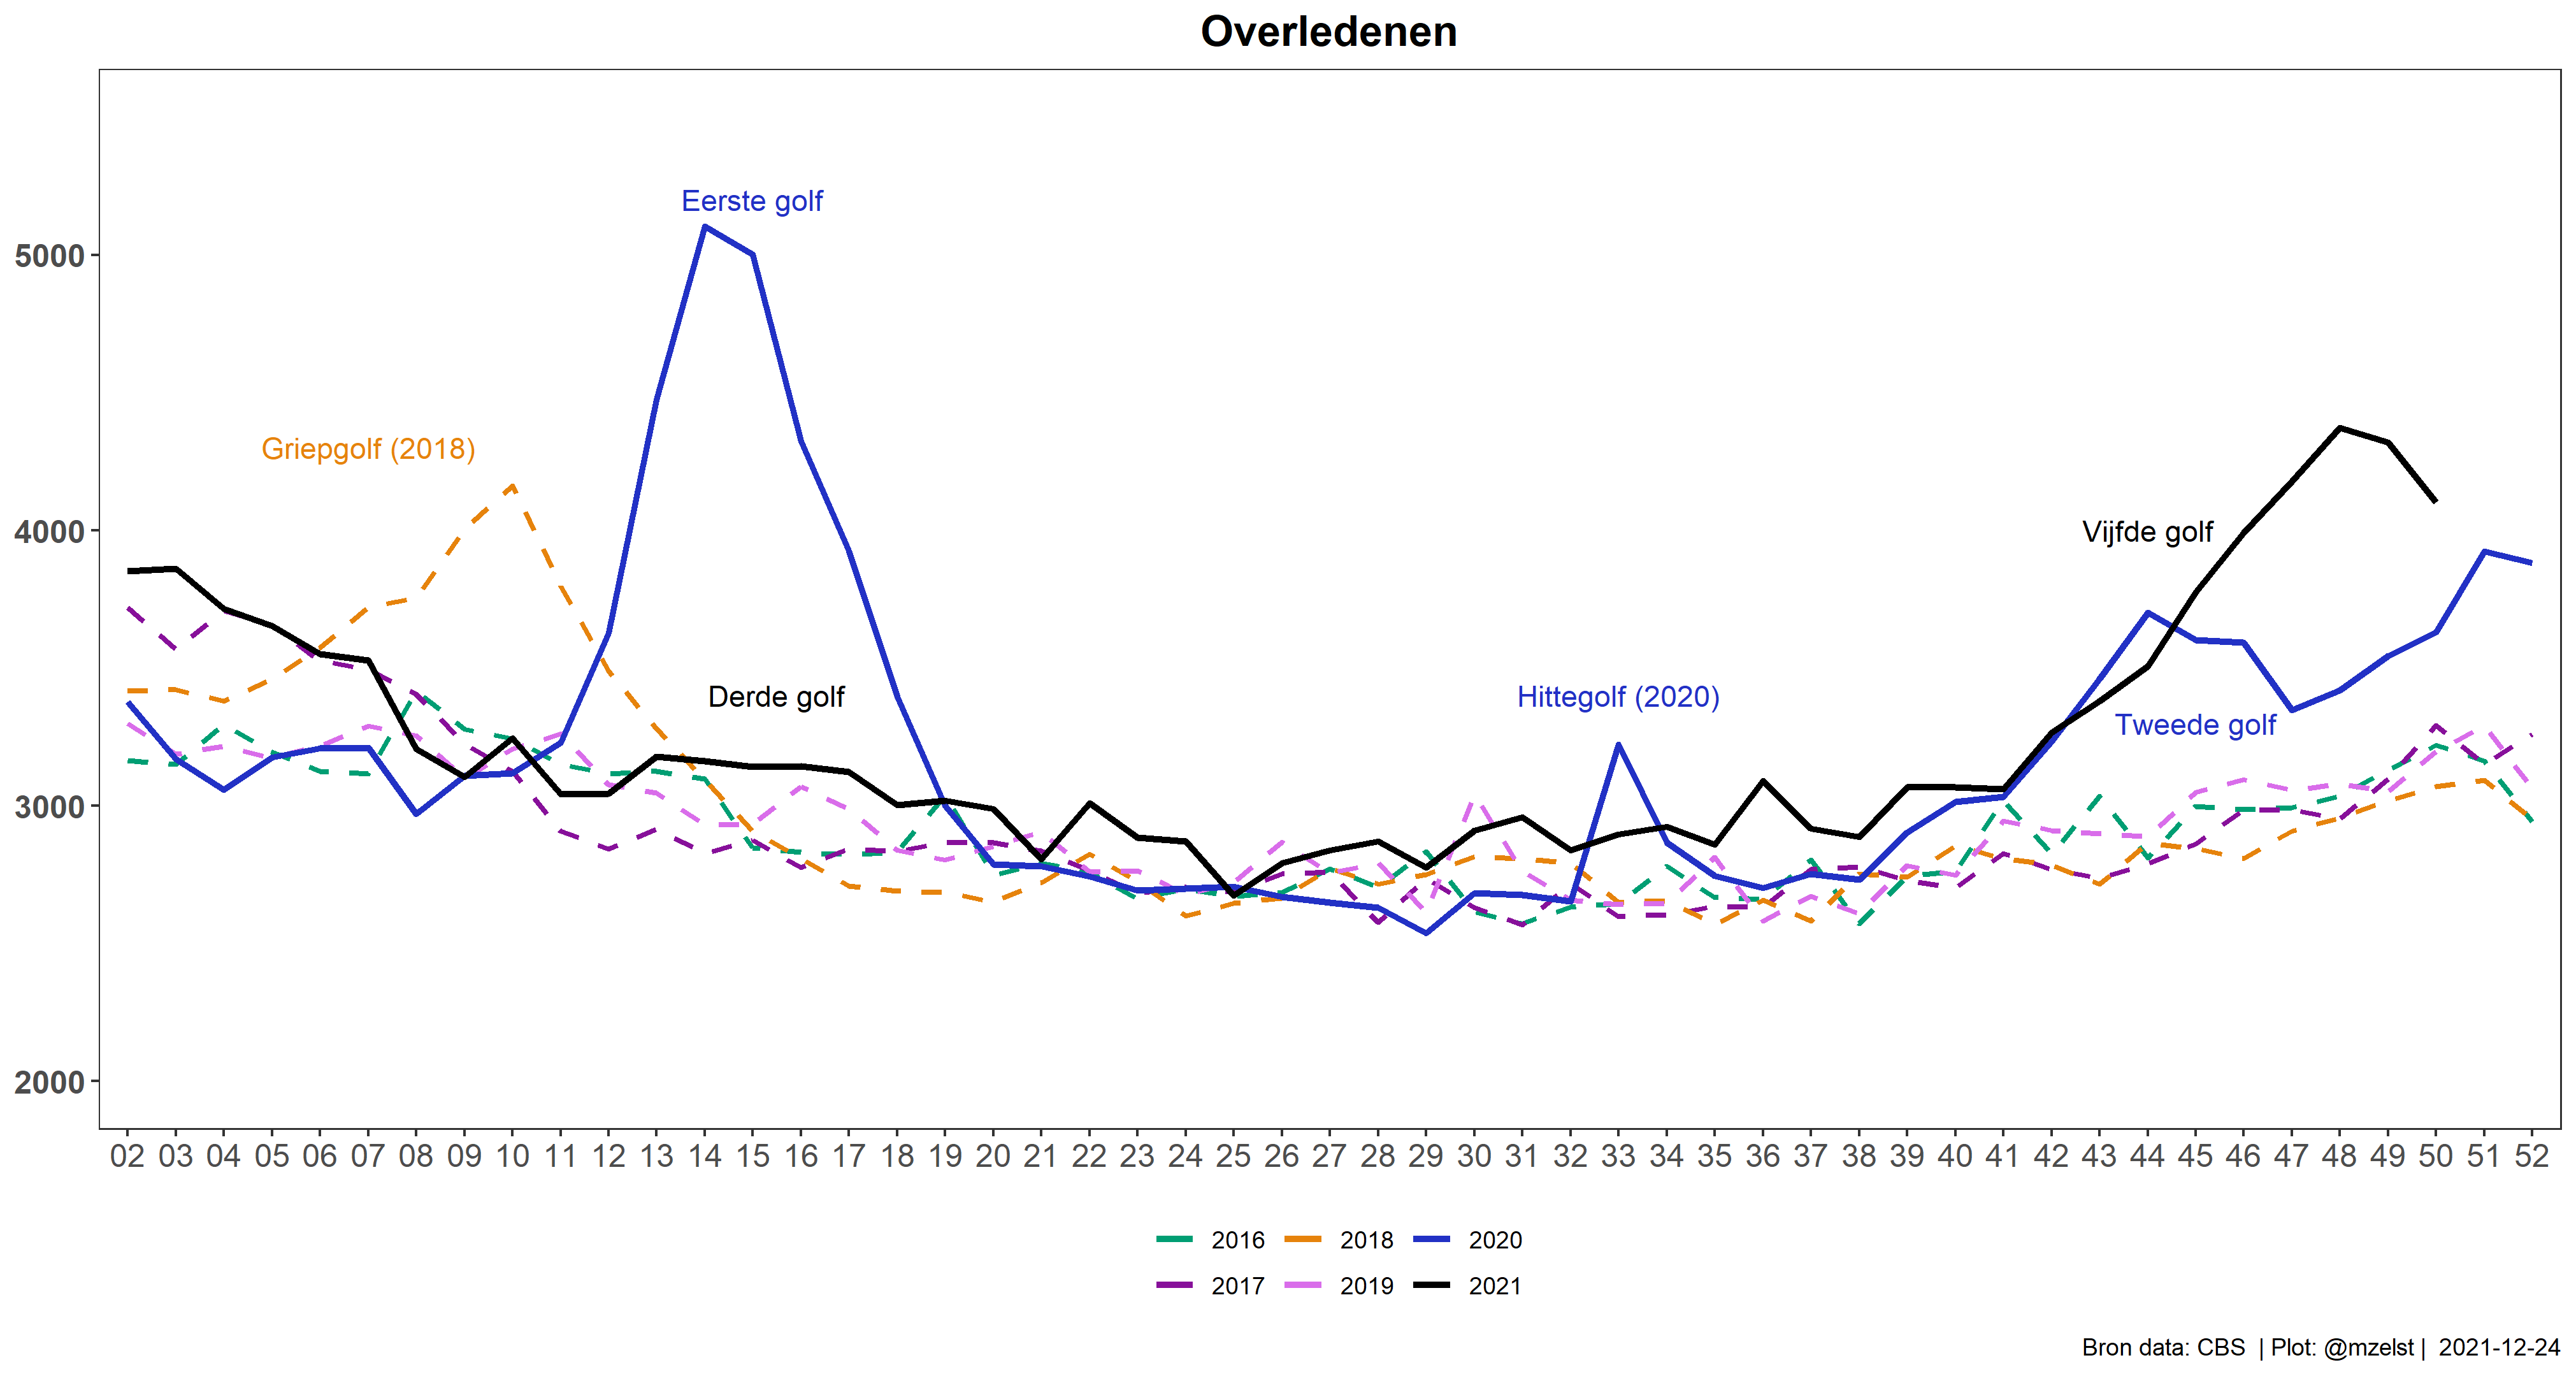 Overledenen
Eerste golf
5000
Griepgolf (2018)
4000
Vijfde golf
Derde golf
Hittegolf (2020)
Tweede golf
3000
2000
02 03 04 05 06 07 08 09 10 11 12 13 14 15 16 17 18 19 20 21 22 23 24 25 26 27 28 29 30 31 32 33 34 35 36 37 38 39 40 41 42 43 44 45 46 47 48 49 50 51 52
2016 2018 2020
2017 2019 2021
Bron data: CBS | Plot: @mzelst | 2021-12-24